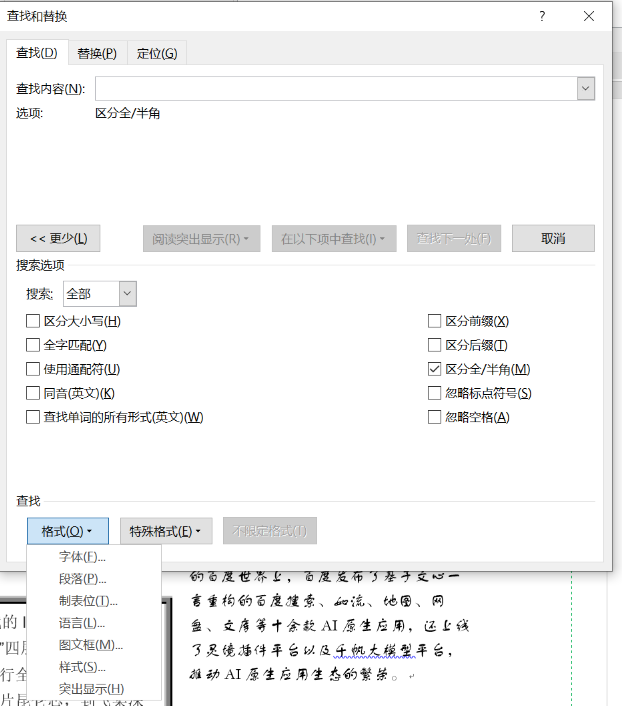 查找和替换
?
查找(D) 替换(P) 定位(G)
查找内容(N):
选项: 区分全/半角
<< 更少(L) 阅读突出显示(R) 在以下项中查找(I) 查找下一处(F) 取消
搜索选项
搜索: 全部
区分大小写(H)
全字匹配(Y)
使用通配符(U)
同音(英文)(K)
查找单词的所有形式(英文)(W)
区分前缀(X)
区分后缀(T)
区分全/半角(M)
忽略标点符号(S)
忽略空格(A)
查找
格式(O) 特殊格式(E) 不限定格式(T)
字体(F)...
段落(P)...
制表位(T)...
语言(L)...
图文框(M)...
样式(S)...
突出显示(H)
的百度世界上，百度发布了基于文心一
言重构的百度搜索、如流、地图、网
盘、文库等十余款 AI 原生应用，还上线
了灵境插件平台以及千帆大模型平台，
推动 AI 原生应用生态的繁荣。
的
"四层
行全